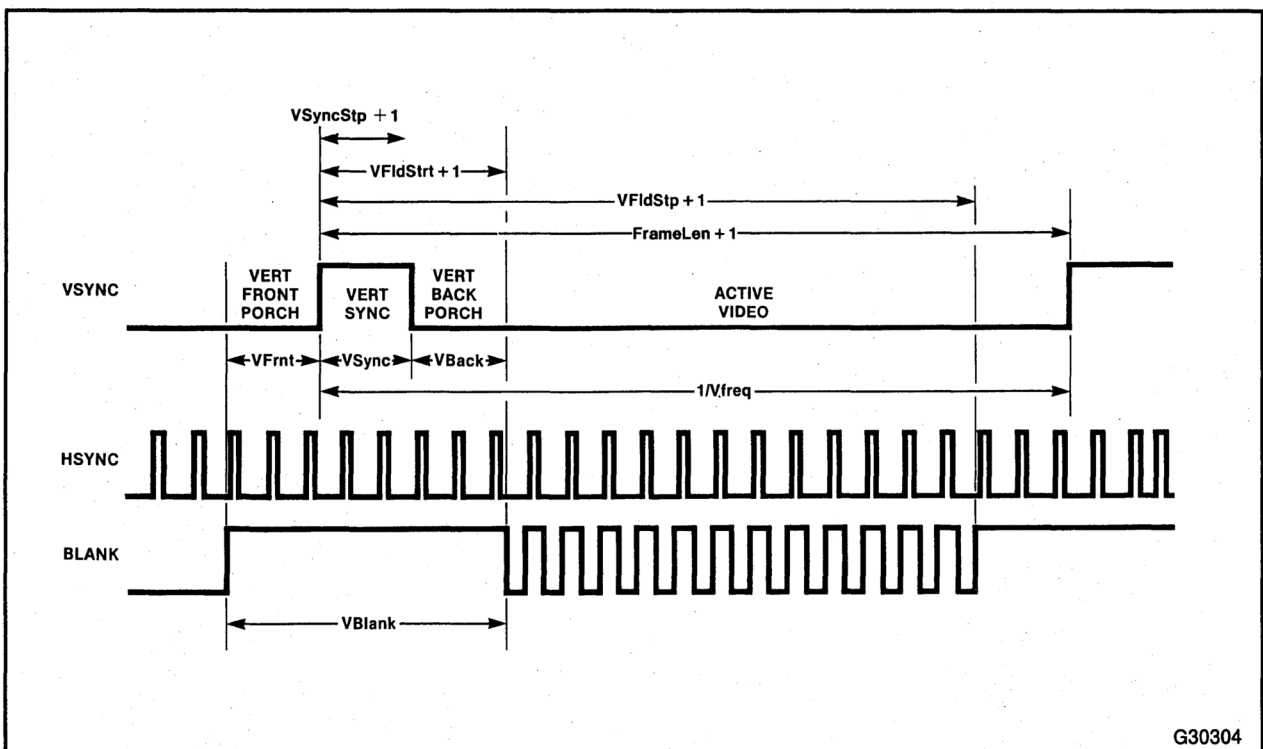 VSyncStp + 1
VFldStrt + 1
VFldStp + 1
FrameLen + 1
VSYNC
VERT
FRONT
PORCH
VERT
SYNC
VERT
BACK
PORCH
ACTIVE
VIDEO
VFrnt
VSync
VBack
1/Vfreq
HSYNC
BLANK
VBlank
G30304